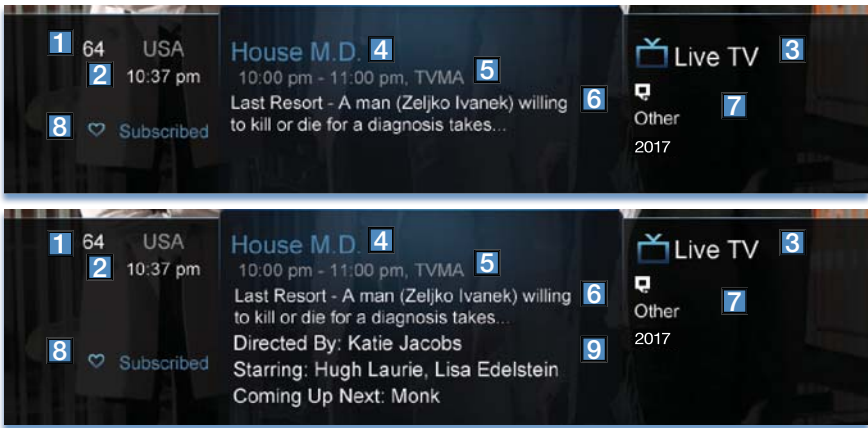 1 64 USA
2 10:37 pm
8 Subscribed
House M.D. 4
10:00 pm - 11:00 pm, TVMA 5
Last Resort - A man (Zeljko Ivanek) willing 6
to kill or die for a diagnosis takes...
Live TV 3
Other 7
2017
1 64 USA
2 10:37 pm
8 Subscribed
House M.D. 4
10:00 pm - 11:00 pm, TVMA 5
Last Resort - A man (Zeljko Ivanek) willing 6
to kill or die for a diagnosis takes...
Directed By: Katie Jacobs 9
Starring: Hugh Laurie, Lisa Edelstein
Coming Up Next: Monk
Live TV 3
Other 7
2017